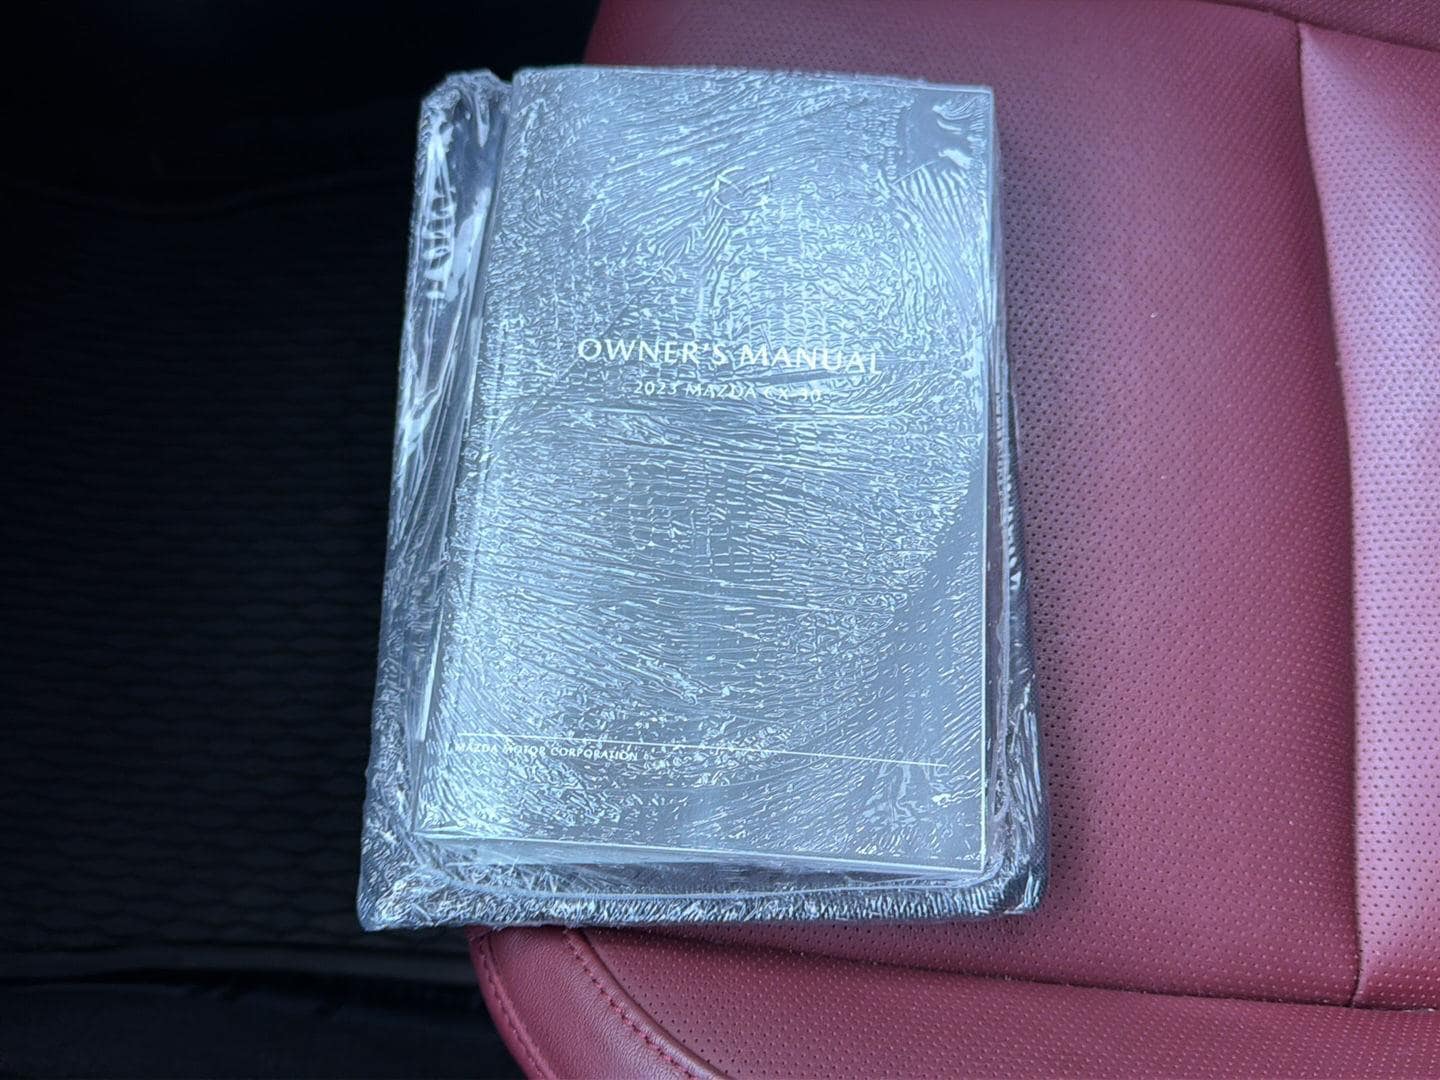 OWNER'S MANUAL
2023 MAZDA CX-30
MAZDA MOTOR CORPORATION